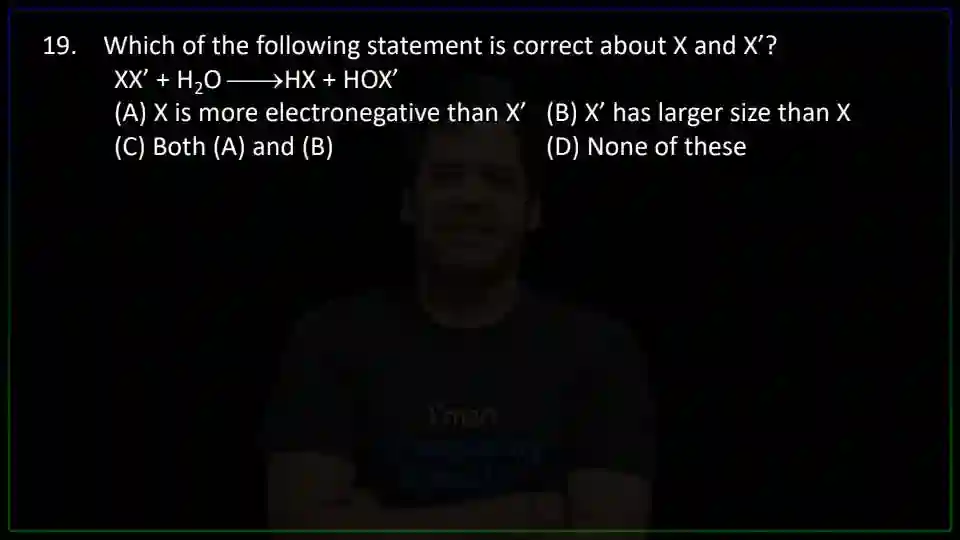 19. Which of the following statement is correct about X and X′?
XX′ + H₂O ⟶ HX + HOX′
(A) X is more electronegative than X′ (B) X′ has larger size than X
(C) Both (A) and (B) (D) None of these